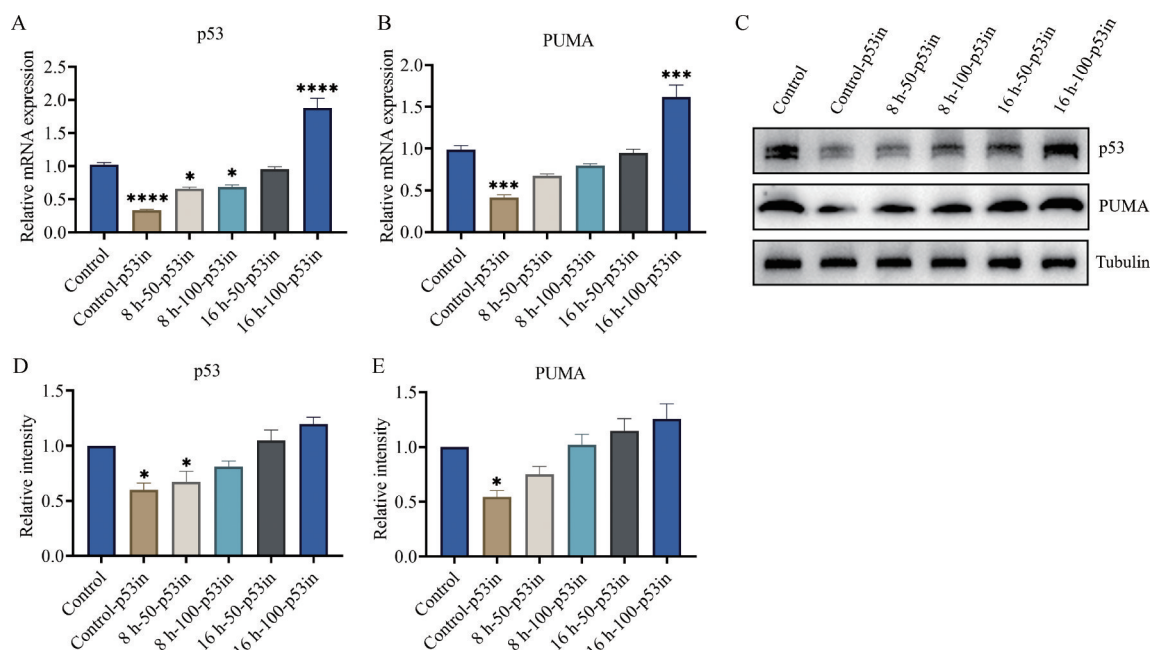 A
p53
Relative mRNA expression
2.5
2.0
1.5
1.0
0.5
0.0
****
*
*
****
Control
Control-p53in
8 h-50-p53in
8 h-100-p53in
16 h-50-p53in
16 h-100-p53in
B
PUMA
Relative mRNA expression
2.0
1.5
1.0
0.5
0.0
***
***
Control
Control-p53in
8 h-50-p53in
8 h-100-p53in
16 h-50-p53in
16 h-100-p53in
C
Control
Control-p53in
8 h-50-p53in
8 h-100-p53in
16 h-50-p53in
16 h-100-p53in
p53
PUMA
Tubulin
D
p53
Relative intensity
1.5
1.0
0.5
0.0
*
*
Control
Control-p53in
8 h-50-p53in
8 h-100-p53in
16 h-50-p53in
16 h-100-p53in
E
PUMA
Relative intensity
1.5
1.0
0.5
0.0
*
Control
Control-p53in
8 h-50-p53in
8 h-100-p53in
16 h-50-p53in
16 h-100-p53in